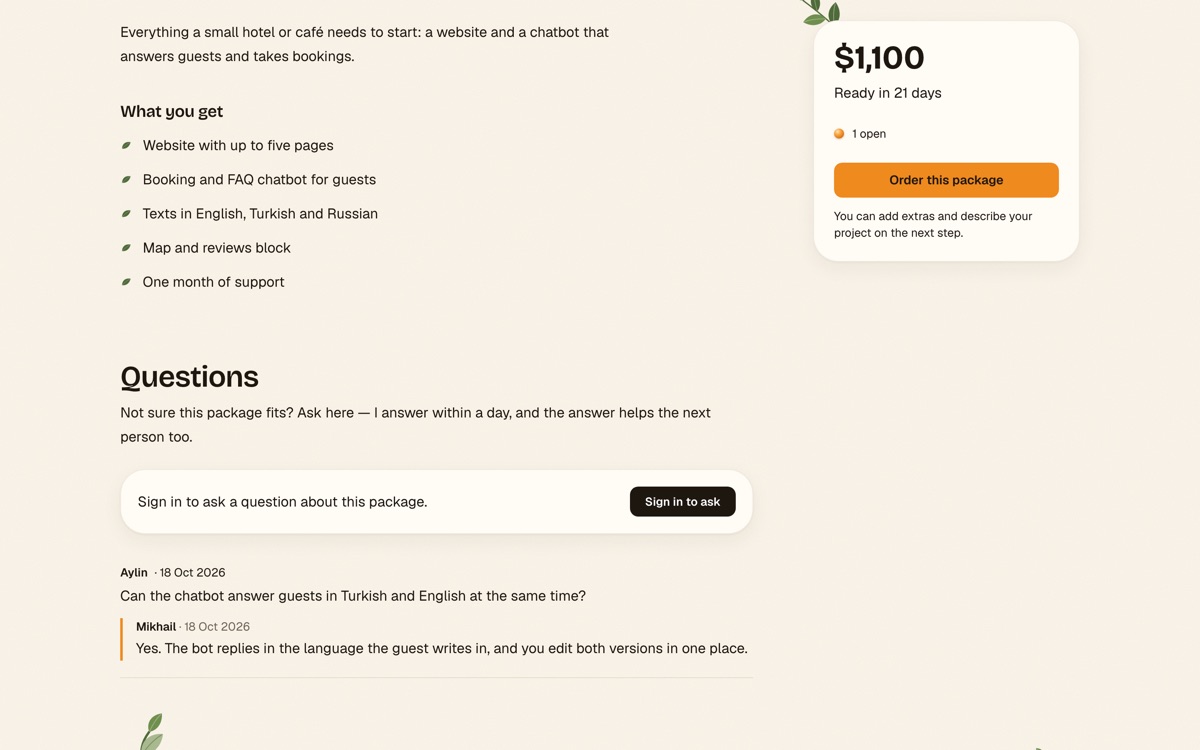 Everything a small hotel or café needs to start: a website and a chatbot that
answers guests and takes bookings.
What you get
Website with up to five pages
Booking and FAQ chatbot for guests
Texts in English, Turkish and Russian
Map and reviews block
One month of support
$1,100
Ready in 21 days
1 open
Order this package
You can add extras and describe your
project on the next step.
Questions
Not sure this package fits? Ask here — I answer within a day, and the answer helps the next
person too.
Sign in to ask a question about this package.
Sign in to ask
Aylin · 18 Oct 2026
Can the chatbot answer guests in Turkish and English at the same time?
Mikhail · 18 Oct 2026
Yes. The bot replies in the language the guest writes in, and you edit both versions in one place.